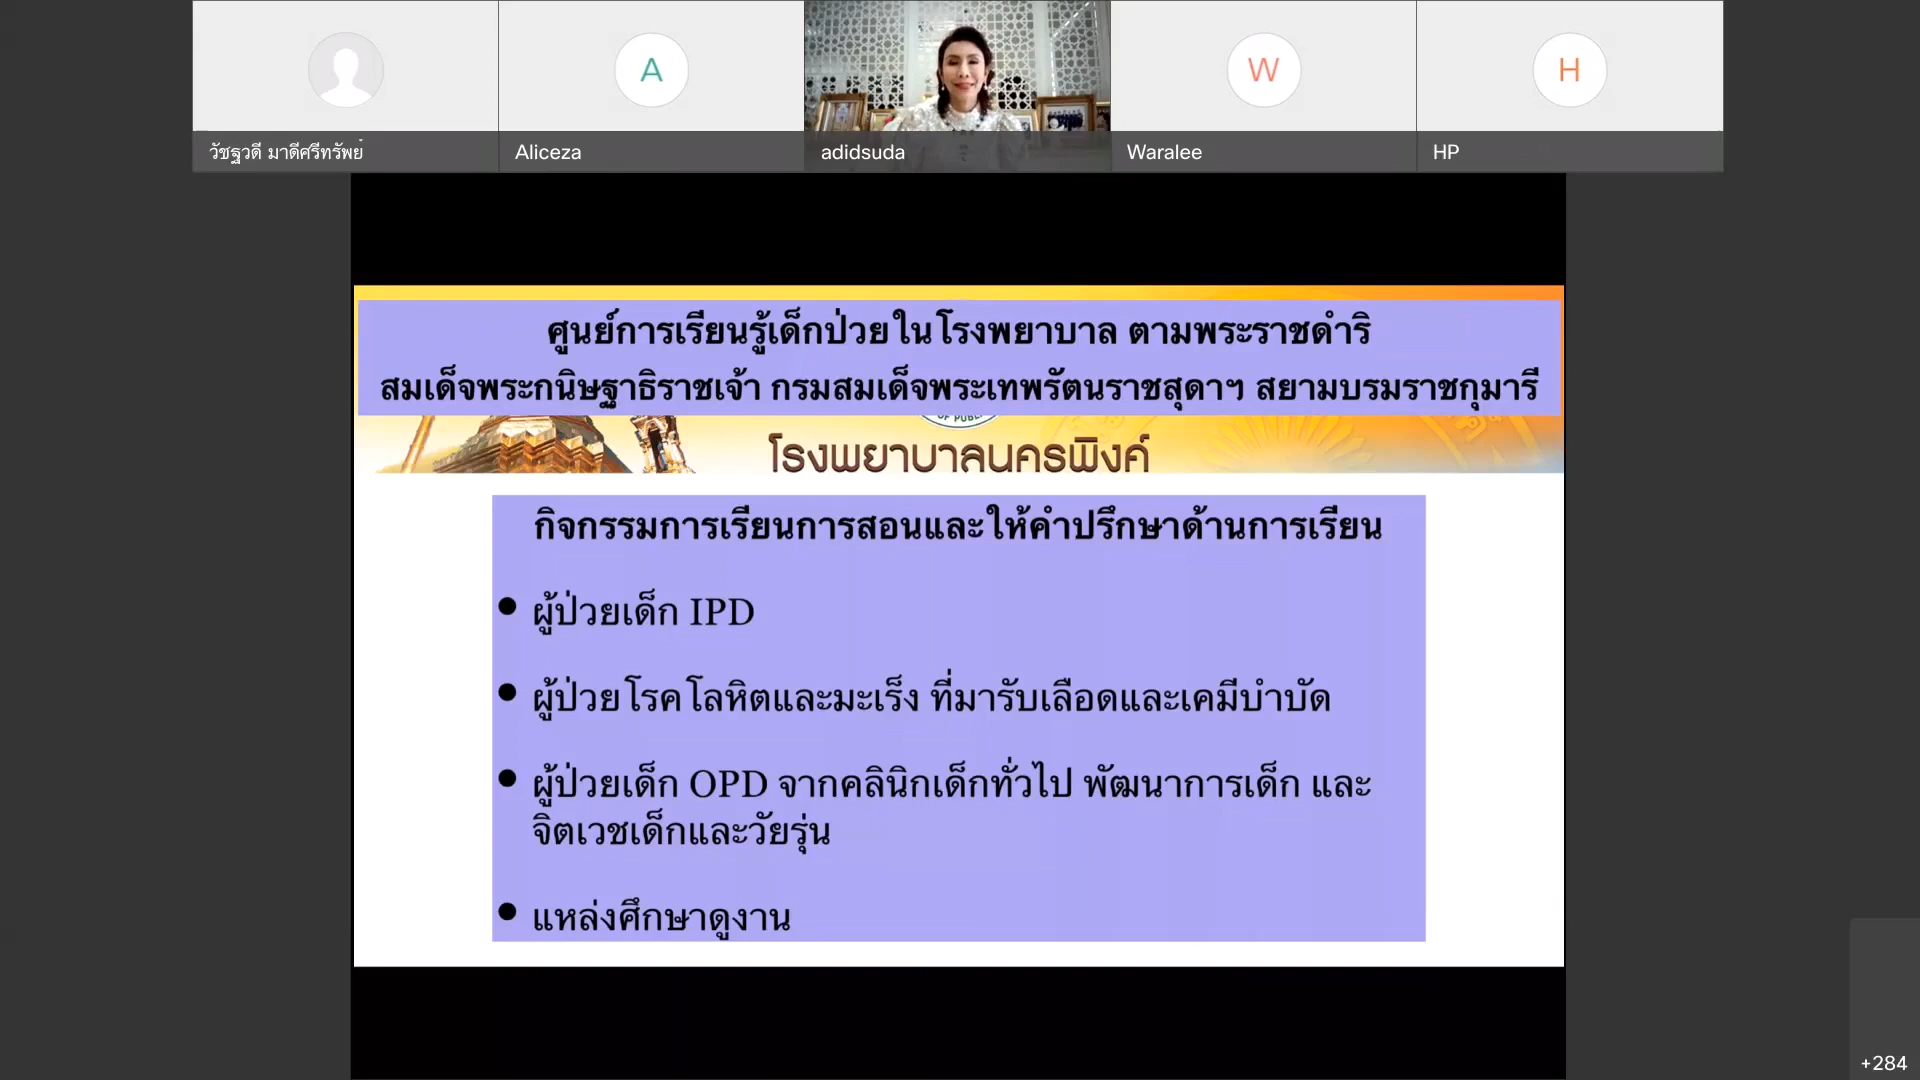 วัชฐวดี มาดีศรีทรัพย์
A
Aliceza
adidsuda
W
Waralee
H
HP
ศูนย์การเรียนรู้เด็กป่วยในโรงพยาบาล ตามพระราชดำริ
สมเด็จพระกนิษฐาธิราชเจ้า กรมสมเด็จพระเทพรัตนราชสุดาฯ สยามบรมราชกุมารี
โรงพยาบาลนครพิงค์
กิจกรรมการเรียนการสอนและให้คำปรึกษาด้านการเรียน
● ผู้ป่วยเด็ก IPD
● ผู้ป่วยโรคโลหิตและมะเร็ง ที่มารับเลือดและเคมีบำบัด
● ผู้ป่วยเด็ก OPD จากคลินิกเด็กทั่วไป พัฒนาการเด็ก และ
จิตเวชเด็กและวัยรุ่น
● แหล่งศึกษาดูงาน
+284